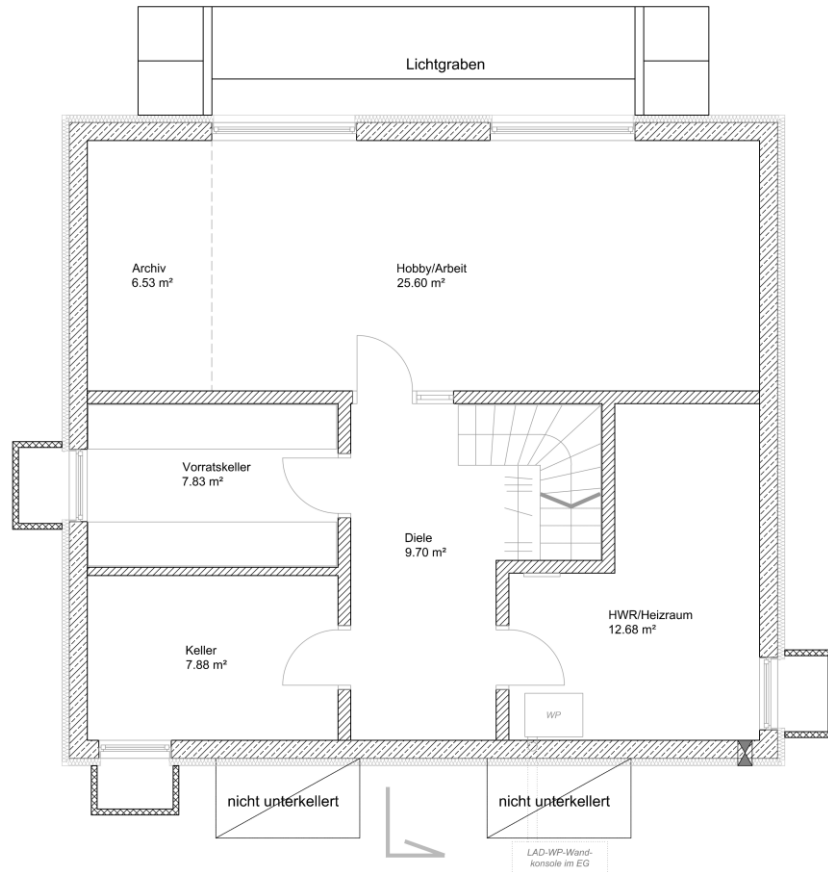 Lichtgraben
Archiv
6.53 m²
Hobby/Arbeit
25.60 m²
Vorratskeller
7.83 m²
Diele
9.70 m²
HWR/Heizraum
12.68 m²
Keller
7.88 m²
WP
nicht unterkellert
nicht unterkellert
LAD-WP-Wand-
konsole im EG